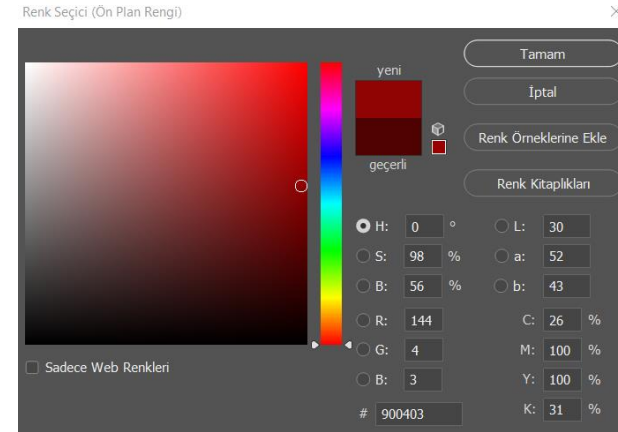 Renk Seçici (Ön Plan Rengi)
yeni
geçerli
Tamam
İptal
Renk Örneklerine Ekle
Renk Kitaplıkları
H: 0 °
S: 98 %
B: 56 %
R: 144
G: 4
B: 3
# 900403
L: 30
a: 52
b: 43
C: 26 %
M: 100 %
Y: 100 %
K: 31 %
Sadece Web Renkleri